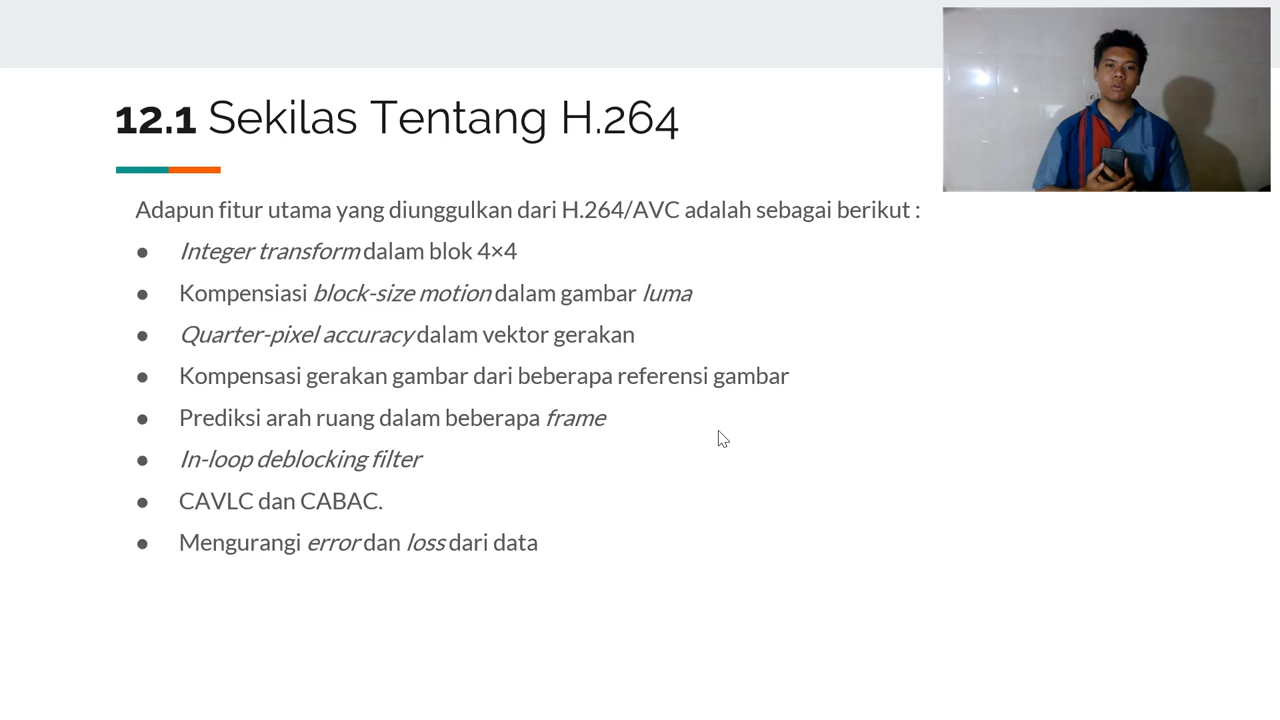 12.1 Sekilas Tentang H.264
Adapun fitur utama yang diunggulkan dari H.264/AVC adalah sebagai berikut :
● Integer transform dalam blok 4×4
● Kompensiasi block-size motion dalam gambar luma
● Quarter-pixel accuracy dalam vektor gerakan
● Kompensasi gerakan gambar dari beberapa referensi gambar
● Prediksi arah ruang dalam beberapa frame
● In-loop deblocking filter
● CAVLC dan CABAC.
● Mengurangi error dan loss dari data